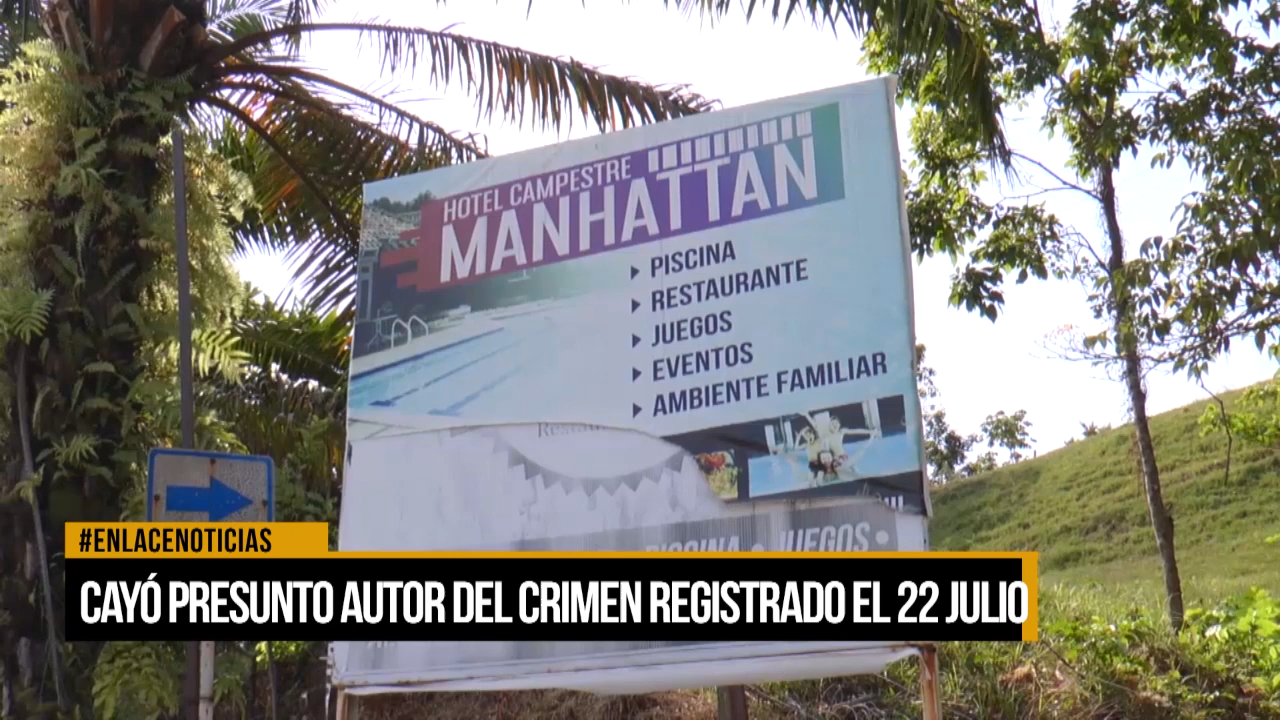 HOTEL CAMPESTRE
MANHATTAN
PISCINA
RESTAURANTE
JUEGOS
EVENTOS
AMBIENTE FAMILIAR
PISCINA • JUEGOS •
#ENLACENOTICIAS
CAYÓ PRESUNTO AUTOR DEL CRIMEN REGISTRADO EL 22 JULIO